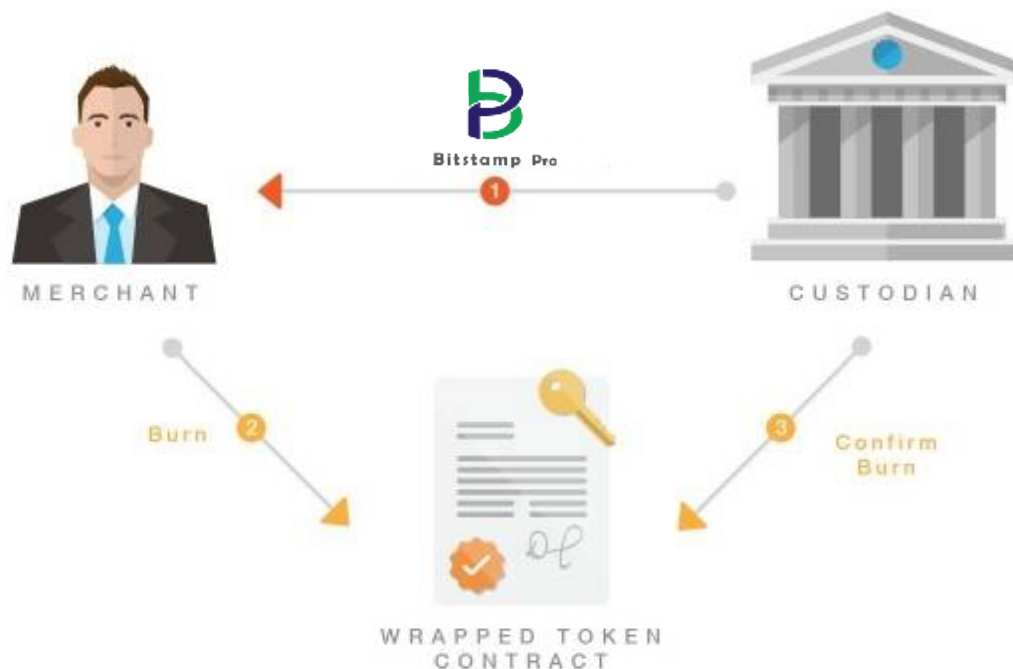 Bitstamp Pro
1
MERCHANT
CUSTODIAN
Burn
2
3
Confirm
Burn
WRAPPED TOKEN
CONTRACT